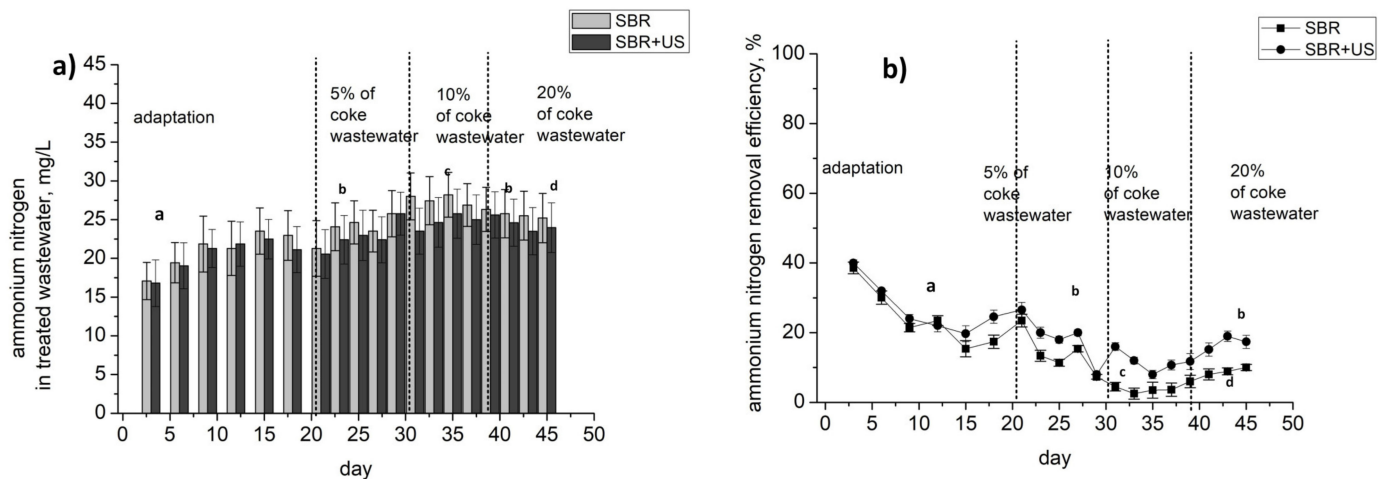 SBR
SBR+US
a)
45
40
35
30
25
20
15
10
5
0
ammonium nitrogen
in treated wastewater, mg/L
adaptation
5% of
coke
wastewater
10%
of coke
wastewater
20%
of coke
wastewater
a
b
c
b
d
0 5 10 15 20 25 30 35 40 45 50
day
SBR
SBR+US
b)
100
80
60
40
20
0
ammonium nitrogen removal efficiency, %
adaptation
5% of
coke
wastewater
10%
of coke
wastewater
20%
of coke
wastewater
a
b
c
b
d
0 5 10 15 20 25 30 35 40 45 50
day